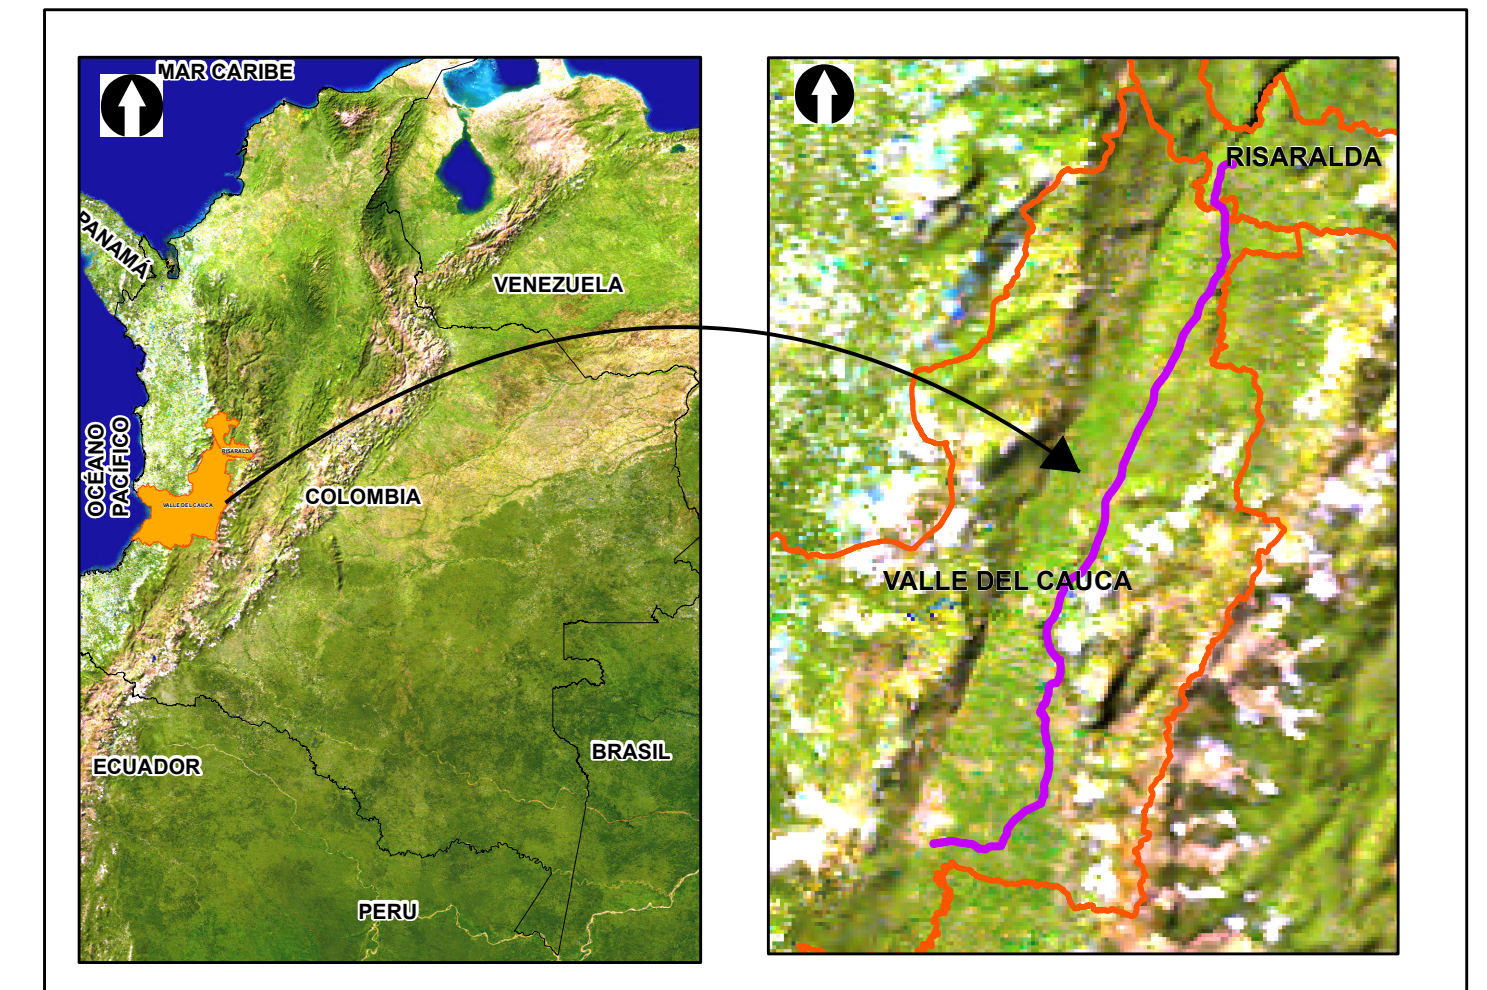 MAR CARIBE
PANAMÁ
VENEZUELA
OCÉANO
PACÍFICO
RISARALDA
VALLE DEL CAUCA
COLOMBIA
BRASIL
ECUADOR
PERU
RISARALDA
VALLE DEL CAUCA